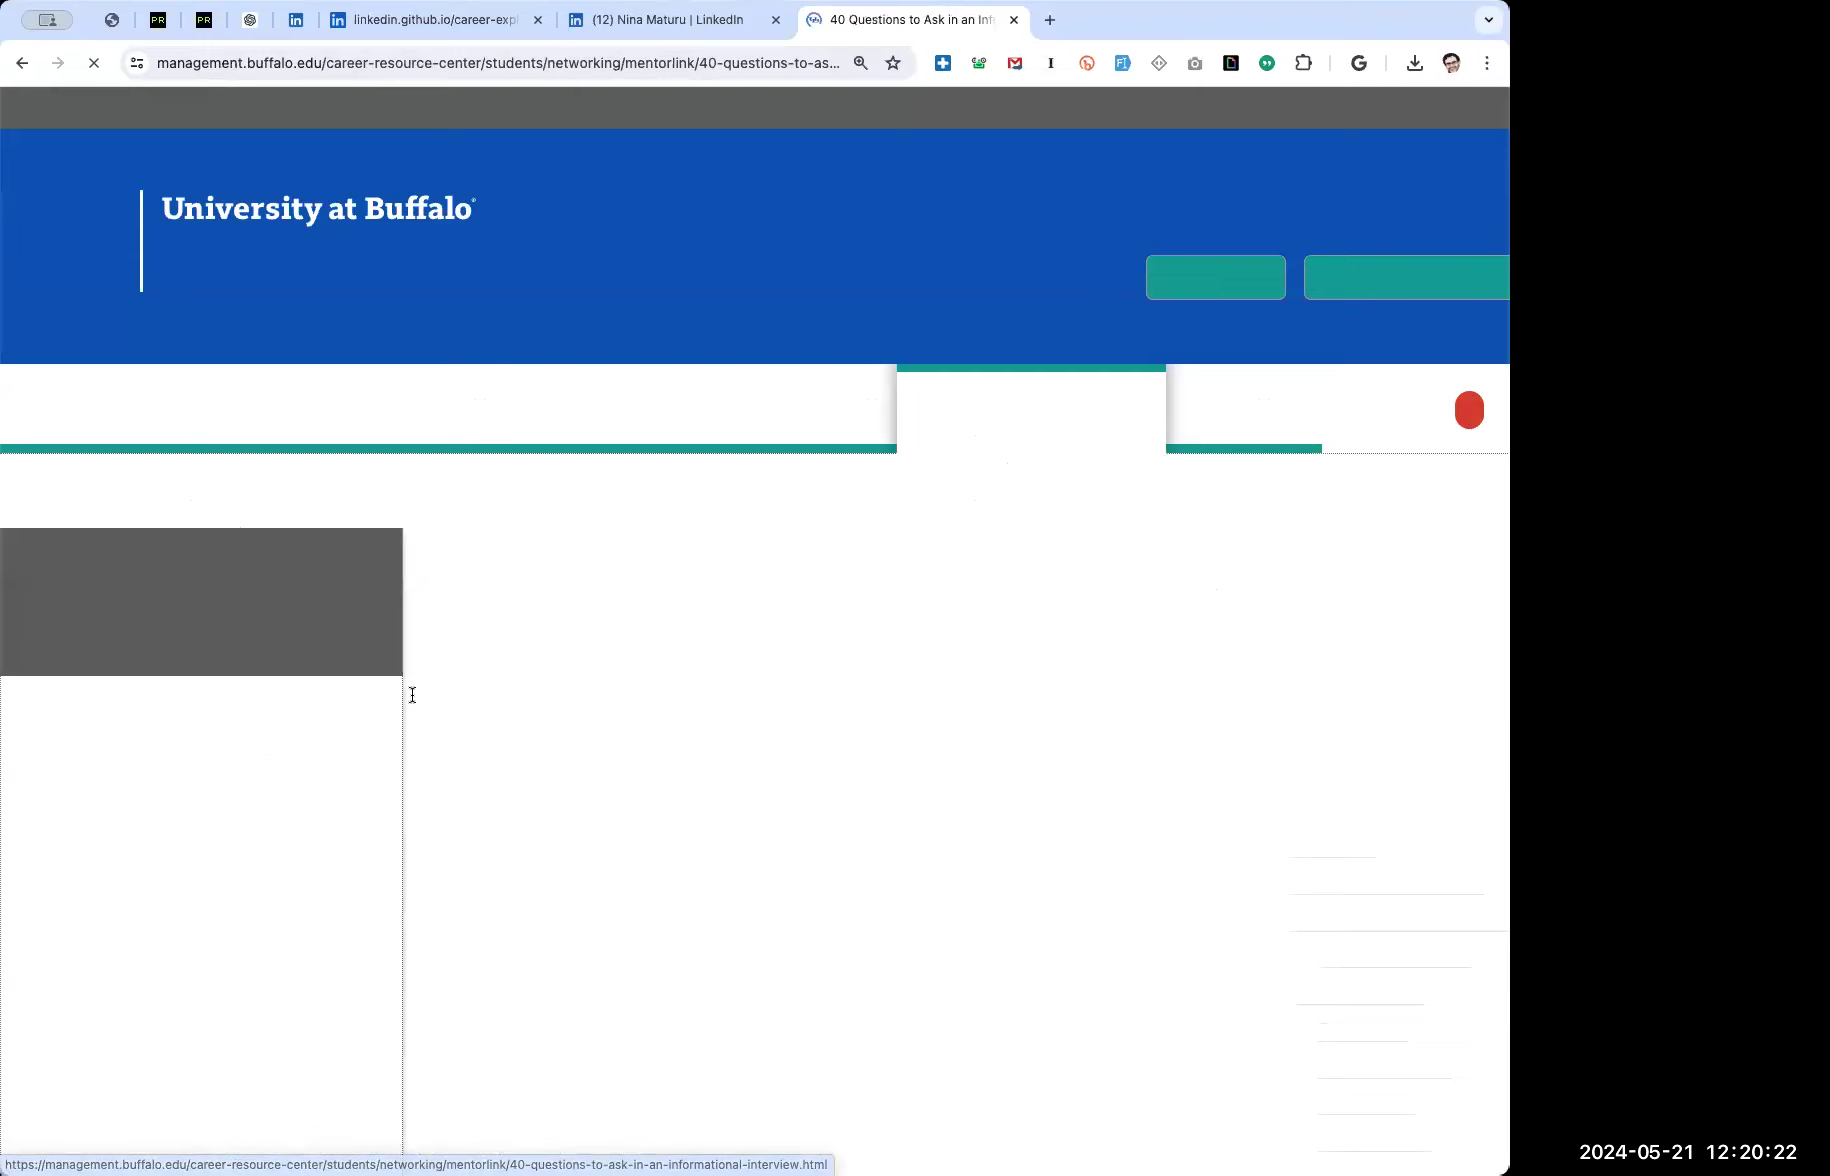 linkedin.github.io/career-expl
(12) Nina Maturu | LinkedIn
40 Questions to Ask in an Inf
management.buffalo.edu/career-resource-center/students/networking/mentorlink/40-questions-to-as...
University at Buffalo
https://management.buffalo.edu/career-resource-center/students/networking/mentorlink/40-questions-to-ask-in-an-informational-interview.html
2024-05-21 12:20:22